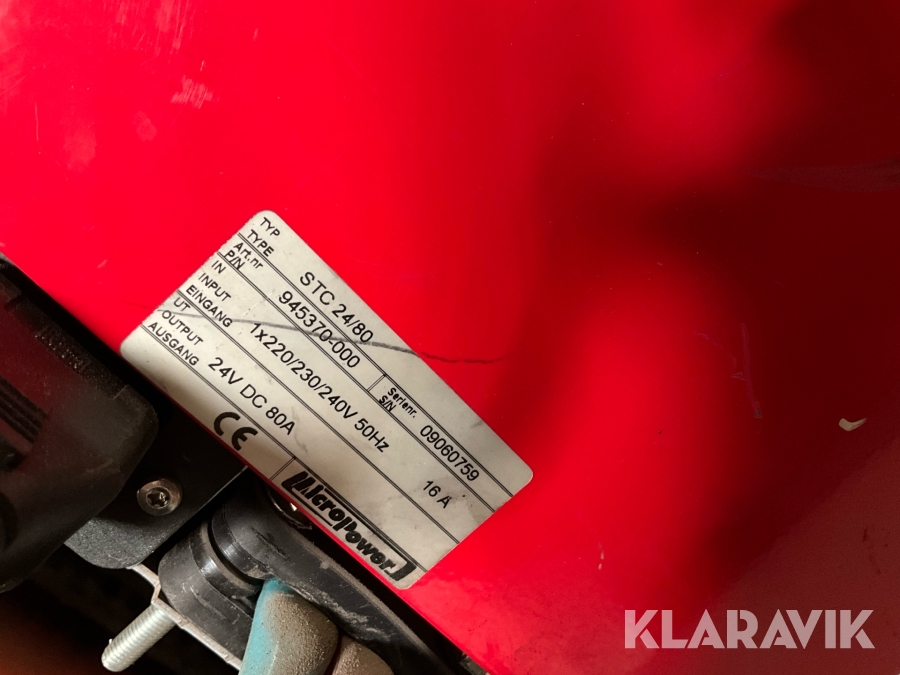 TYP
TYPE STC 24/80
Art.nr
P/N 945370-000 Serienr.
S/N 09060759
IN
INPUT
EINGANG 1x220/230/240V 50Hz 16 A
UT
OUTPUT
AUSGANG 24V DC 80A
CE
Micropower
KLARAVIK